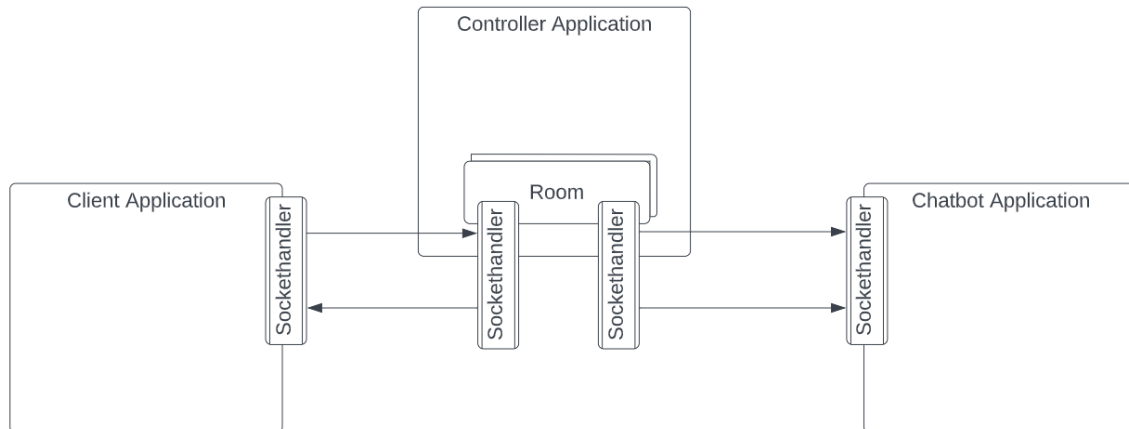 Controller Application
Room
Client Application
Sockethandler
Sockethandler
Sockethandler
Sockethandler
Chatbot Application